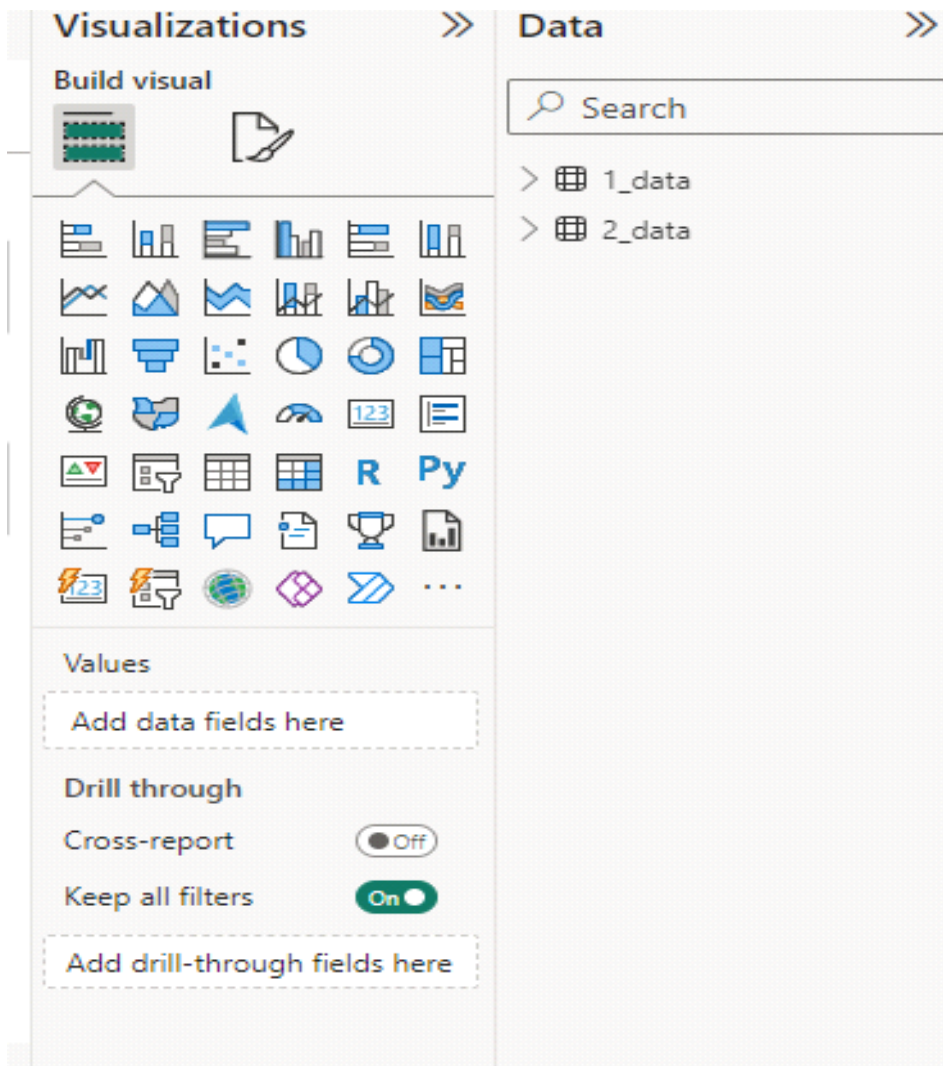 Visualizations
Build visual
123
R Py
123
Values
Add data fields here
Drill through
Cross-report Off
Keep all filters On
Add drill-through fields here
Data
Search
1_data
2_data